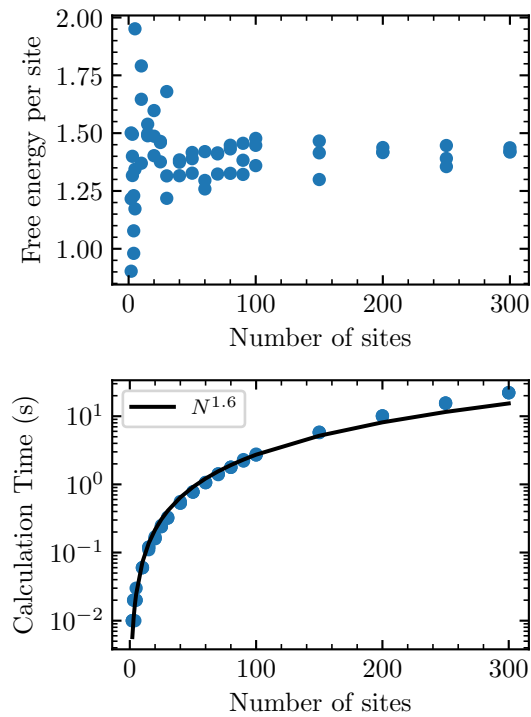 2.00
1.75
1.50
1.25
1.00
Free energy per site
0 100 200 300
Number of sites
N^{1.6}
10^1
10^0
10^{-1}
10^{-2}
Calculation Time (s)
0 100 200 300
Number of sites